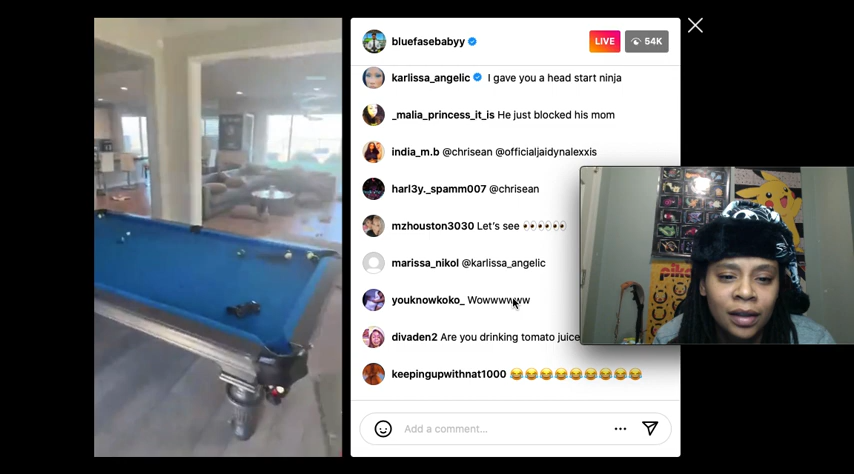 bluefasebabyy
LIVE
54K
karlissa_angelic I gave you a head start ninja
_malia_princess_it_is He just blocked his mom
india_m.b @chrisean @officialjaidynalexxis
harl3y._spamm007 @chrisean
mzhouston3030 Let's see 👀👀👀
marissa_nikol @karlissa_angelic
youknowkoko_ Wowwwwww
divaden2 Are you drinking tomato juice
keepingupwithnat1000 😂😂😂😂😂😂😂😂😂
Add a comment...